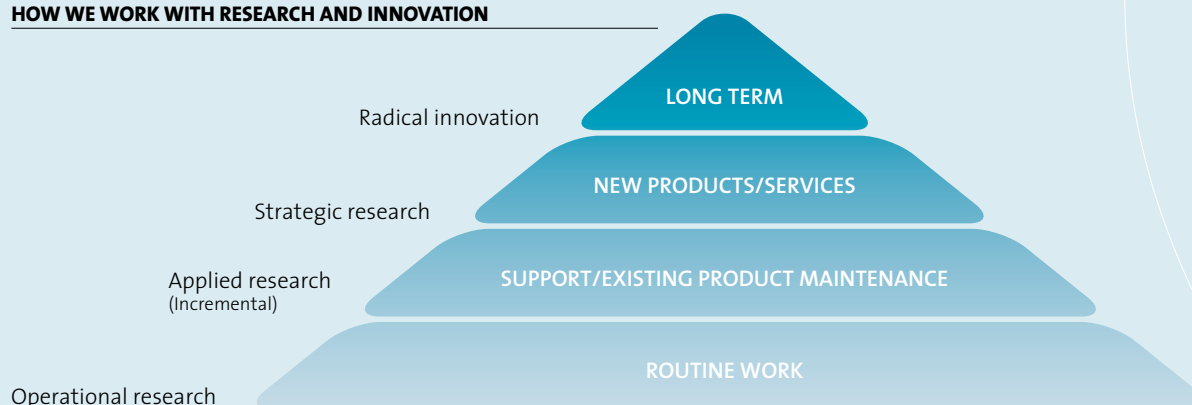 HOW WE WORK WITH RESEARCH AND INNOVATION
LONG TERM
Radical innovation
NEW PRODUCTS/SERVICES
Strategic research
SUPPORT/EXISTING PRODUCT MAINTENANCE
Applied research
(Incremental)
ROUTINE WORK
Operational research